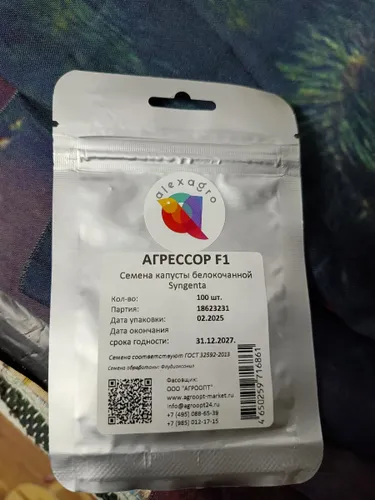 alexagro
АГРЕССОР F1
Семена капусты белокочанной
Syngenta
Кол-во: 100 шт.
Партия: 18623231
Дата упаковки: 02.2025
Дата окончания
срока годности: 31.12.2027.
Семена соответствуют ГОСТ 32592-2013
Семена обработаны: Флудиоксонил
Фасовщик:
ООО "АГРООПТ"
www.agroopt-market.ru
info@agroopt24.ru
+7 (495) 088-65-38
+7 (985) 012-17-15
4650259716861